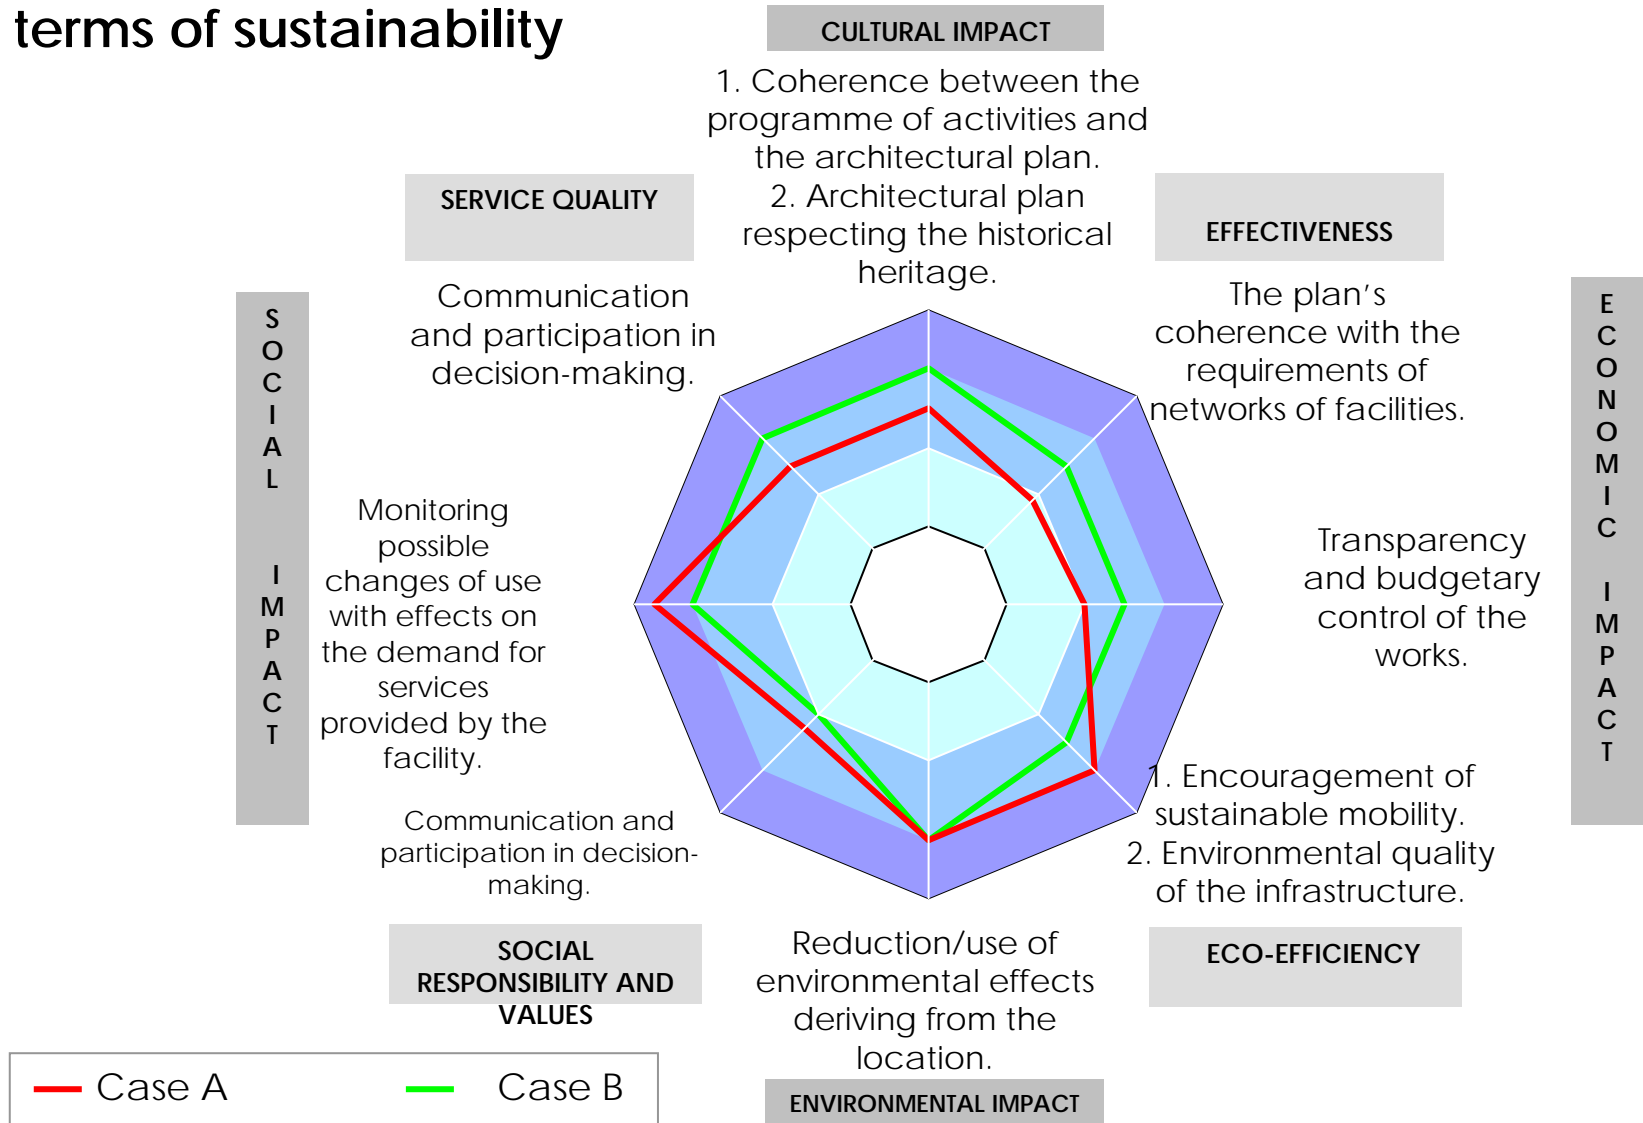 terms of sustainability
CULTURAL IMPACT
1. Coherence between the
programme of activities and
the architectural plan.
2. Architectural plan
respecting the historical
heritage.
SERVICE QUALITY
Communication
and participation in
decision-making.
EFFECTIVENESS
The plan’s
coherence with the
requirements of
networks of facilities.
SOCIAL IMPACT
ECONOMIC IMPACT
Monitoring
possible
changes of use
with effects on
the demand for
services
provided by the
facility.
Transparency
and budgetary
control of the
works.
Communication and
participation in decision-
making.
1. Encouragement of
sustainable mobility.
2. Environmental quality
of the infrastructure.
SOCIAL
RESPONSIBILITY AND
VALUES
Reduction/use of
environmental effects
deriving from the
location.
ECO-EFFICIENCY
ENVIRONMENTAL IMPACT
Case A
Case B